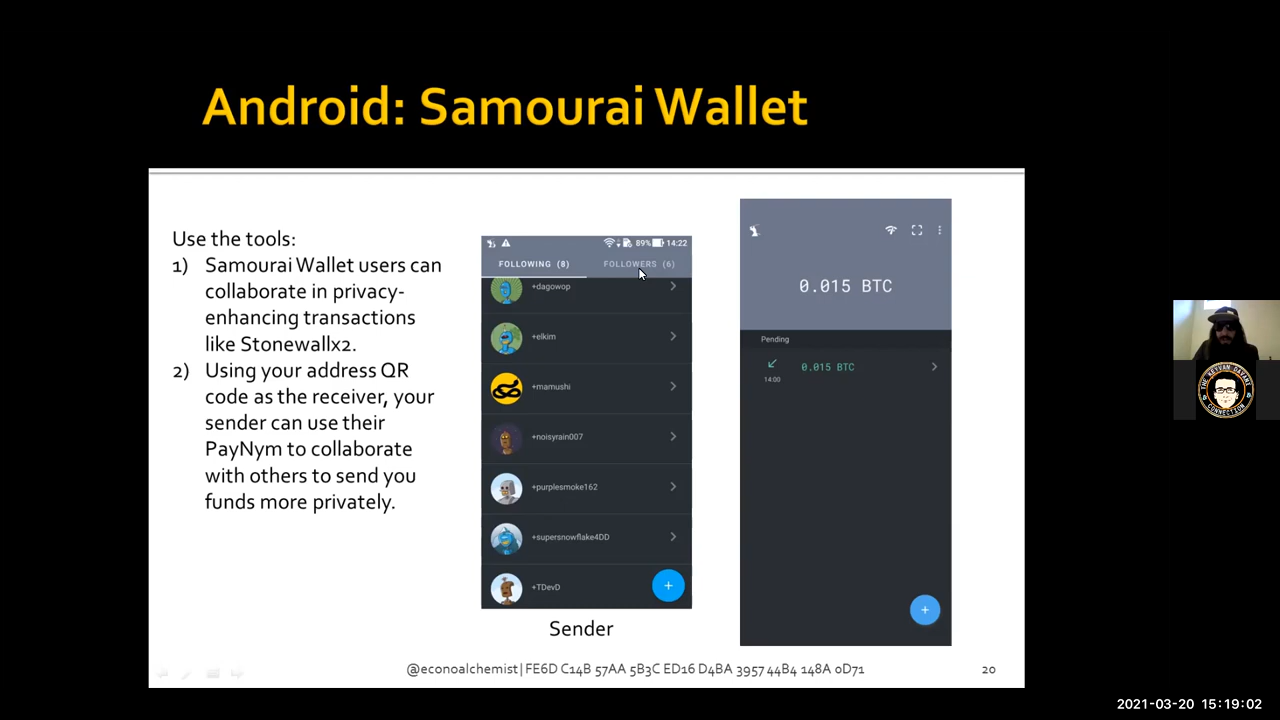 Android: Samourai Wallet
Use the tools:
1) Samourai Wallet users can
collaborate in privacy-
enhancing transactions
like Stonewallx2.
2) Using your address QR
code as the receiver, your
sender can use their
PayNym to collaborate
with others to send you
funds more privately.
89% 14:22
FOLLOWING (8) FOLLOWERS (6)
+dagowop
+elkim
+mamushi
+noisyrain007
+purplesmoke162
+supersnowflake4DD
+TDevD
+
Sender
0.015 BTC
Pending
0.015 BTC
14:00
+
@econoalchemist| FE6D C14B 57AA 5B3C ED16 D4BA 3957 44B4 148A 0D71
20
THE KEYVAN DAVANI
CONNECTION
2021-03-20 15:19:02